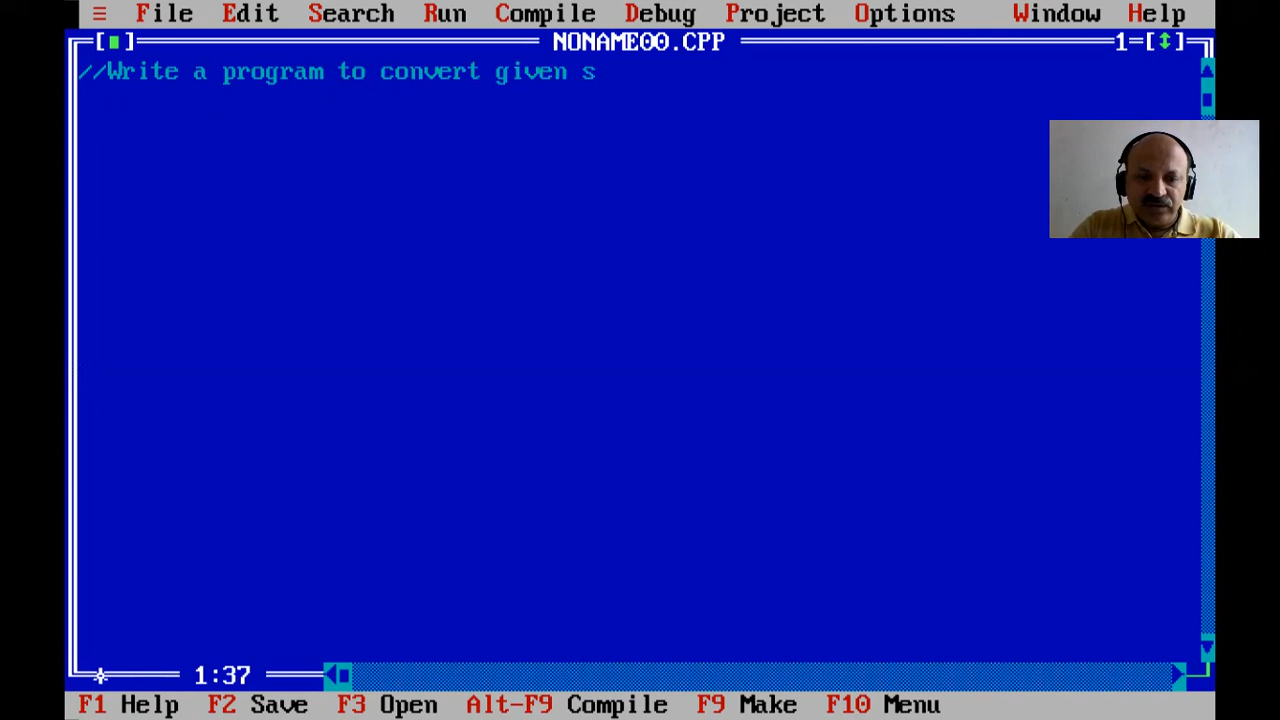 ≡ File Edit Search Run Compile Debug Project Options Window Help
[■] NONAME00.CPP 1=[↕]
//Write a program to convert given s
1:37
F1 Help F2 Save F3 Open Alt-F9 Compile F9 Make F10 Menu